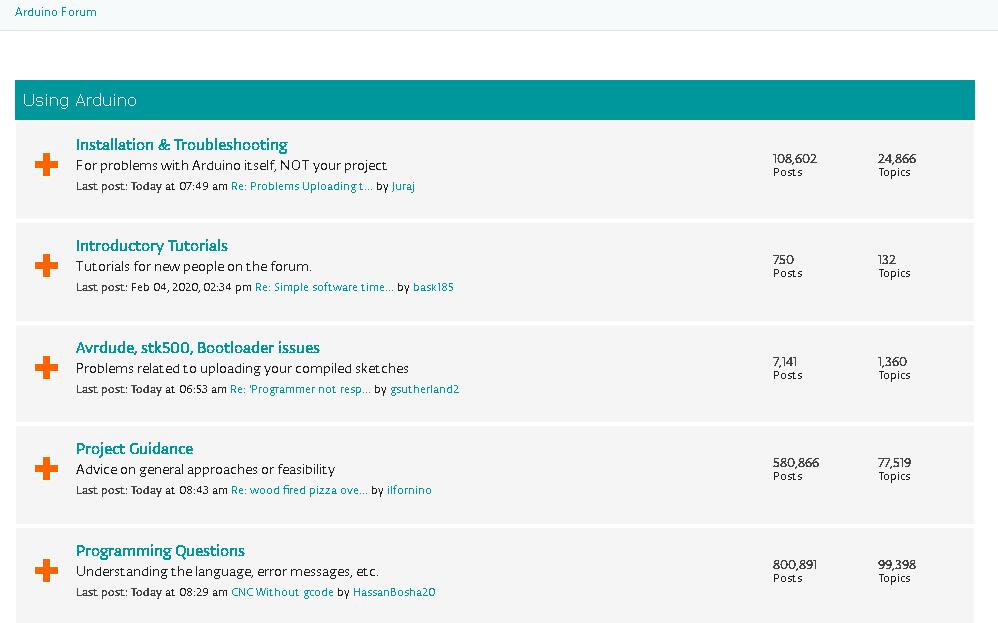 Arduino Forum
Using Arduino
Installation & Troubleshooting
For problems with Arduino itself, NOT your project
Last post: Today at 07:49 am Re: Problems Uploading t... by Juraj
108,602
Posts
24,866
Topics
Introductory Tutorials
Tutorials for new people on the forum.
Last post: Feb 04, 2020, 02:34 pm Re: Simple software time... by bask185
750
Posts
132
Topics
Avrdude, stk500, Bootloader issues
Problems related to uploading your compiled sketches
Last post: Today at 06:53 am Re: 'Programmer not resp... by gsutherland2
7,141
Posts
1,360
Topics
Project Guidance
Advice on general approaches or feasibility
Last post: Today at 08:43 am Re: wood fired pizza ove... by ilfornino
580,866
Posts
77,519
Topics
Programming Questions
Understanding the language, error messages, etc.
Last post: Today at 08:29 am CNC Without gcode by HassanBosha20
800,891
Posts
99,398
Topics